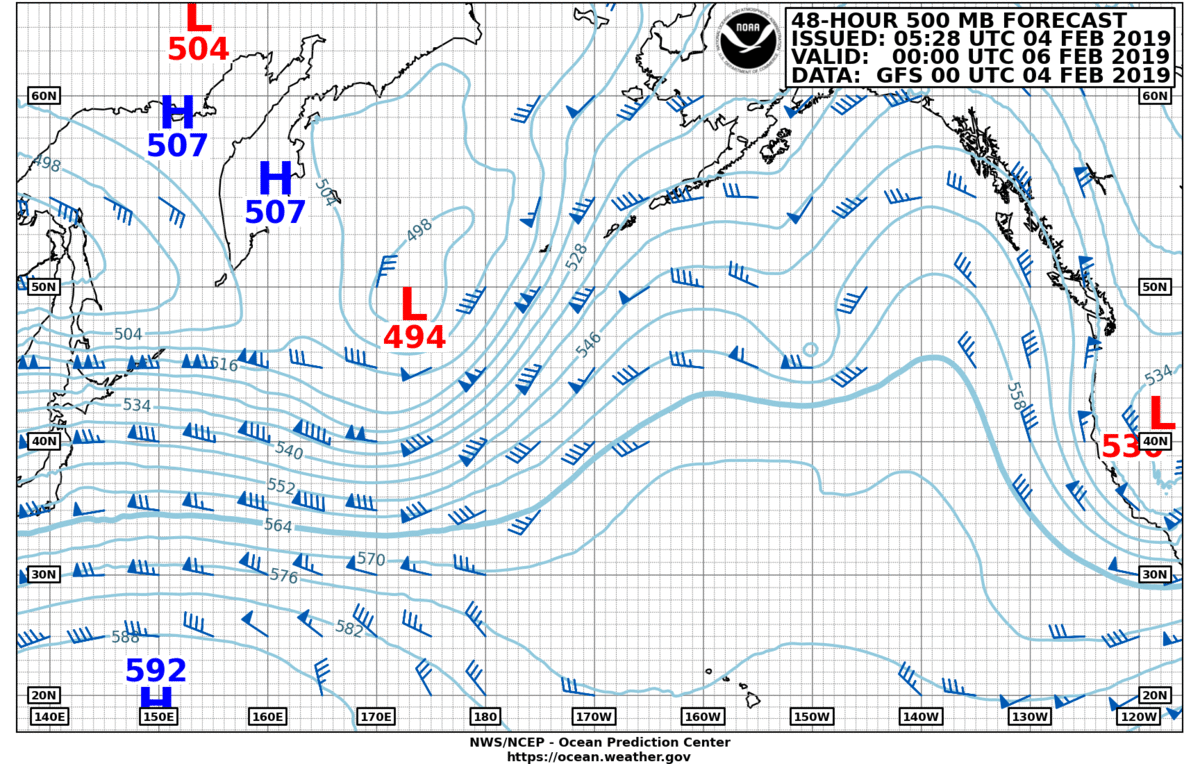 48-HOUR 500 MB FORECAST
ISSUED: 05:28 UTC 04 FEB 2019
VALID: 00:00 UTC 06 FEB 2019
DATA: GFS 00 UTC 04 FEB 2019
NOAA
L
504
60N
60N
H
507
498
H
507
504
498
528
50N
50N
L
494
504
516
546
534
534
558
L
40N
540
40N
530
552
564
570
30N
576
30N
588
582
592
H
20N
20N
140E
150E
160E
170E
180
170W
160W
150W
140W
130W
120W
NWS/NCEP - Ocean Prediction Center
https://ocean.weather.gov